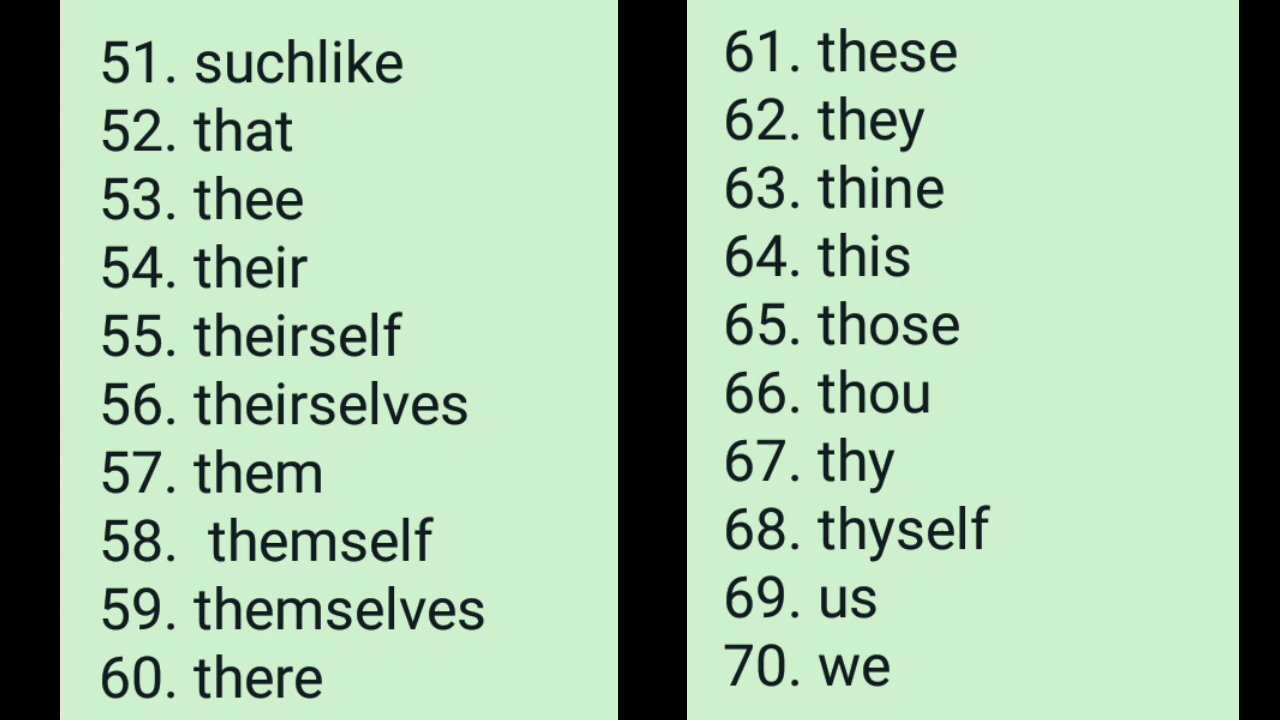 51. suchlike
52. that
53. thee
54. their
55. theirself
56. theirselves
57. them
58.  themself
59. themselves
60. there
61. these
62. they
63. thine
64. this
65. those
66. thou
67. thy
68. thyself
69. us
70. we